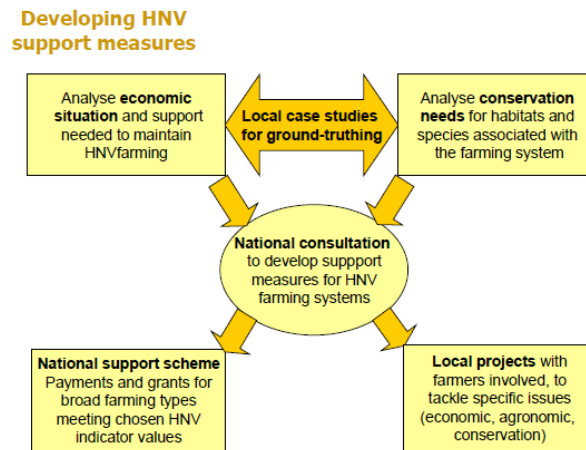 Developing HNV
support measures
Analyse economic
situation and support
needed to maintain
HNVfarming
Local case studies
for ground-truthing
Analyse conservation
needs for habitats and
species associated with
the farming system
National consultation
to develop suppport
measures for HNV
farming systems
National support scheme
Payments and grants for
broad farming types
meeting chosen HNV
indicator values
Local projects with
farmers involved, to
tackle specific issues
(economic, agronomic,
conservation)